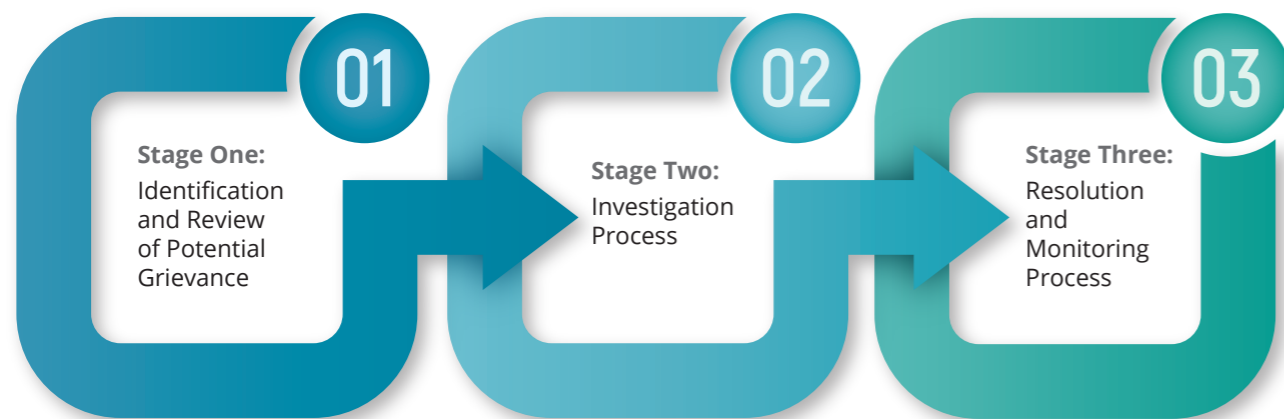 01
Stage One:
Identification
and Review
of Potential
Grievance
02
Stage Two:
Investigation
Process
03
Stage Three:
Resolution
and
Monitoring
Process